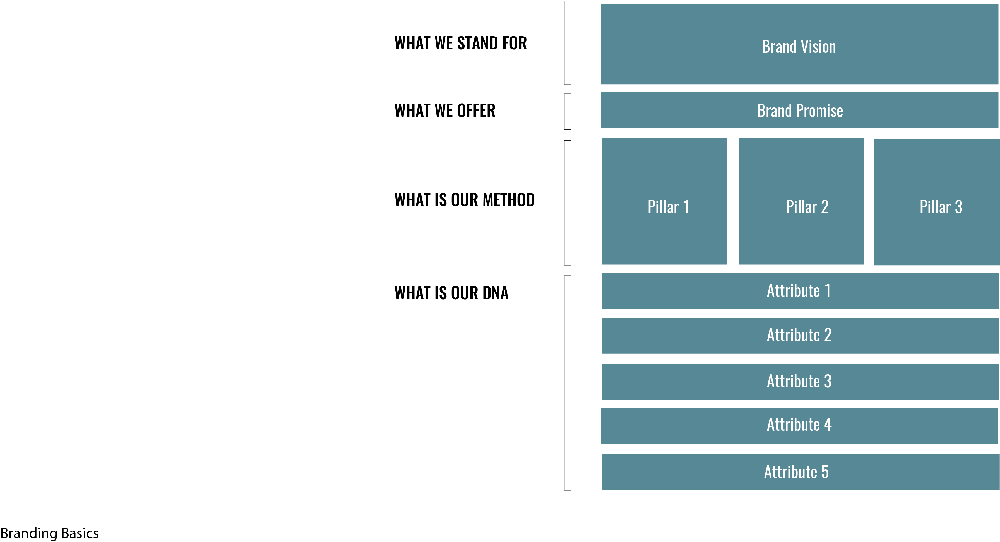 WHAT WE STAND FOR
Brand Vision
WHAT WE OFFER
Brand Promise
WHAT IS OUR METHOD
Pillar 1
Pillar 2
Pillar 3
WHAT IS OUR DNA
Attribute 1
Attribute 2
Attribute 3
Attribute 4
Attribute 5
Branding Basics